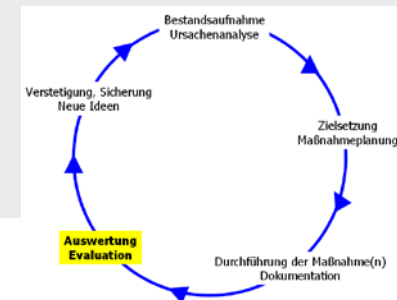 Bestandsaufnahme
Ursachenanalyse
Zielsetzung
Maßnahmeplanung
Durchführung der Maßnahme(n)
Dokumentation
Auswertung
Evaluation
Verstetigung, Sicherung
Neue Ideen